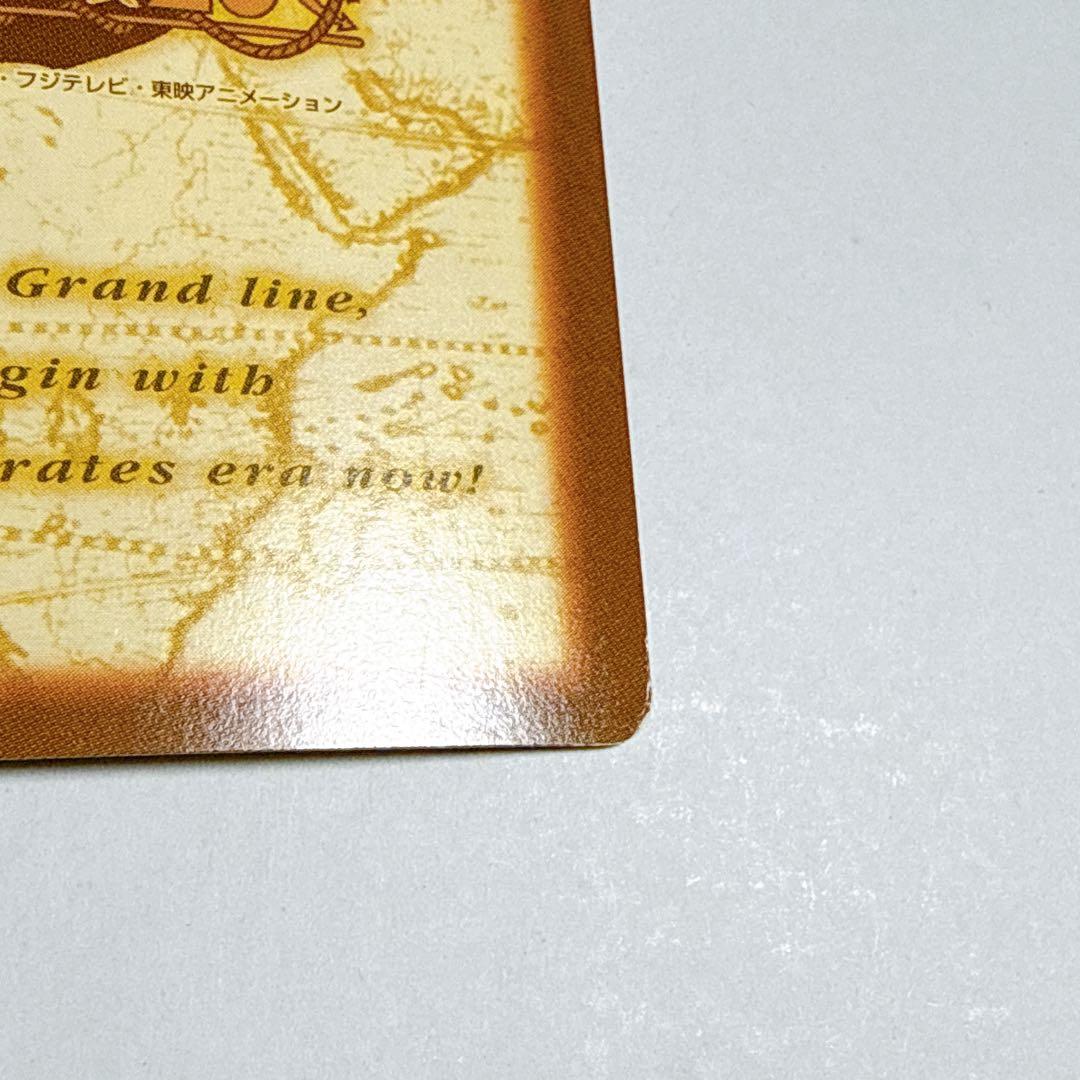 ・フジテレビ・東映アニメーション
Grand line,
gin with
rates era now!